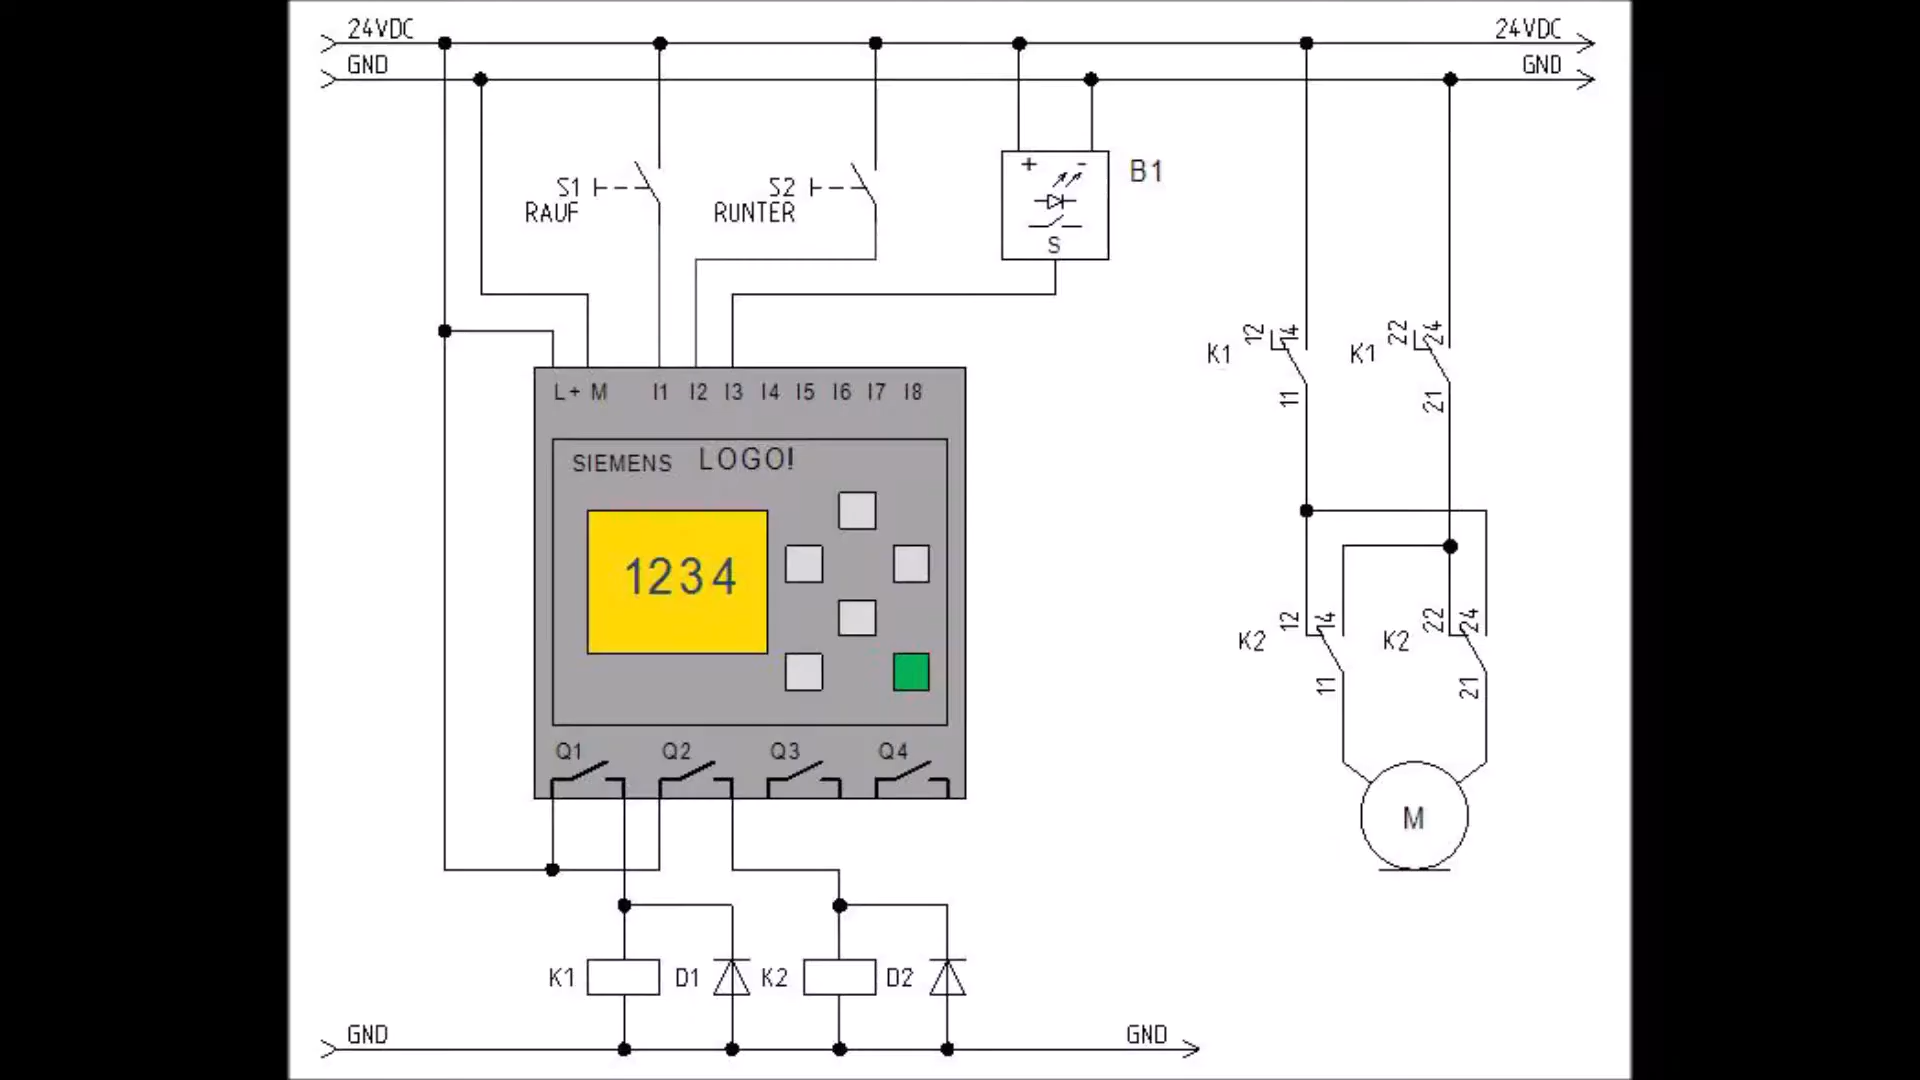 24VDC 24VDC
GND GND
+ -
B1
S1 S2
RAUF RUNTER
S
12 14 22 24
K1 K1
11 21
L+ M I1 I2 I3 I4 I5 I6 I7 I8
SIEMENS LOGO!
1234
12 14 22 24
K2 K2
11 21
Q1 Q2 Q3 Q4
M
K1 D1 K2 D2
GND GND